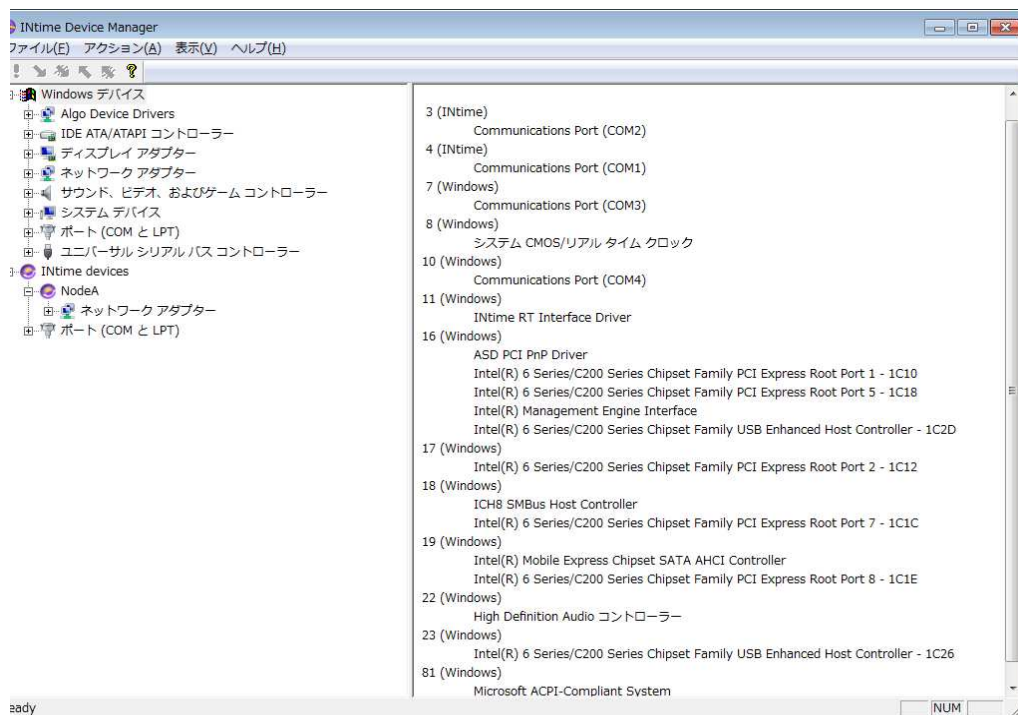 INtime Device Manager
ファイル(F) アクション(A) 表示(V) ヘルプ(H)
Windows デバイス
Algo Device Drivers
IDE ATA/ATAPI コントローラー
ディスプレイ アダプター
ネットワーク アダプター
サウンド、ビデオ、およびゲーム コントローラー
システム デバイス
ポート (COM と LPT)
ユニバーサル シリアル バス コントローラー
INtime devices
NodeA
ネットワーク アダプター
ポート (COM と LPT)
3 (INtime)
Communications Port (COM2)
4 (INtime)
Communications Port (COM1)
7 (Windows)
Communications Port (COM3)
8 (Windows)
システム CMOS/リアル タイム クロック
10 (Windows)
Communications Port (COM4)
11 (Windows)
INtime RT Interface Driver
16 (Windows)
ASD PCI PnP Driver
Intel(R) 6 Series/C200 Series Chipset Family PCI Express Root Port 1 - 1C10
Intel(R) 6 Series/C200 Series Chipset Family PCI Express Root Port 5 - 1C18
Intel(R) Management Engine Interface
Intel(R) 6 Series/C200 Series Chipset Family USB Enhanced Host Controller - 1C2D
17 (Windows)
Intel(R) 6 Series/C200 Series Chipset Family PCI Express Root Port 2 - 1C12
18 (Windows)
ICH8 SMBus Host Controller
Intel(R) 6 Series/C200 Series Chipset Family PCI Express Root Port 7 - 1C1C
19 (Windows)
Intel(R) Mobile Express Chipset SATA AHCI Controller
Intel(R) 6 Series/C200 Series Chipset Family PCI Express Root Port 8 - 1C1E
22 (Windows)
High Definition Audio コントローラー
23 (Windows)
Intel(R) 6 Series/C200 Series Chipset Family USB Enhanced Host Controller - 1C26
81 (Windows)
Microsoft ACPI-Compliant System
eady NUM